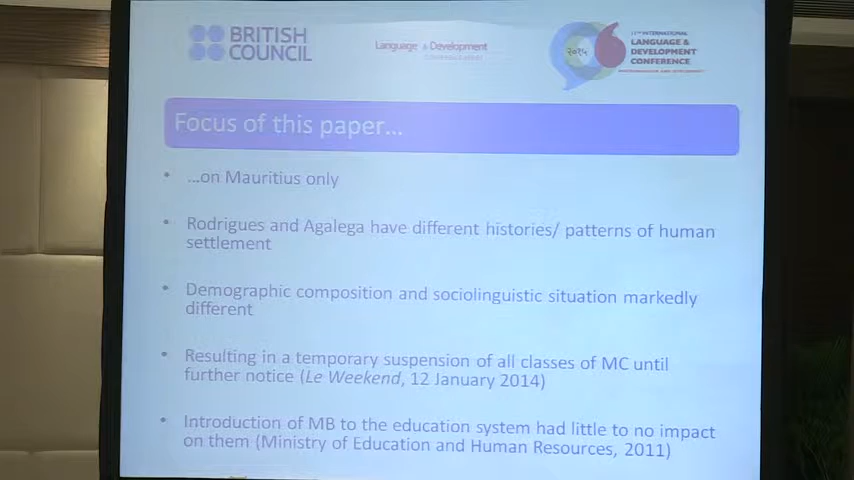 BRITISH
COUNCIL
Language & Development
11TH INTERNATIONAL
LANGUAGE &
DEVELOPMENT
CONFERENCE
२०१५
Focus of this paper...
• ...on Mauritius only
• Rodrigues and Agalega have different histories/ patterns of human
settlement
• Demographic composition and sociolinguistic situation markedly
different
• Resulting in a temporary suspension of all classes of MC until
further notice (Le Weekend, 12 January 2014)
• Introduction of MB to the education system had little to no impact
on them (Ministry of Education and Human Resources, 2011)